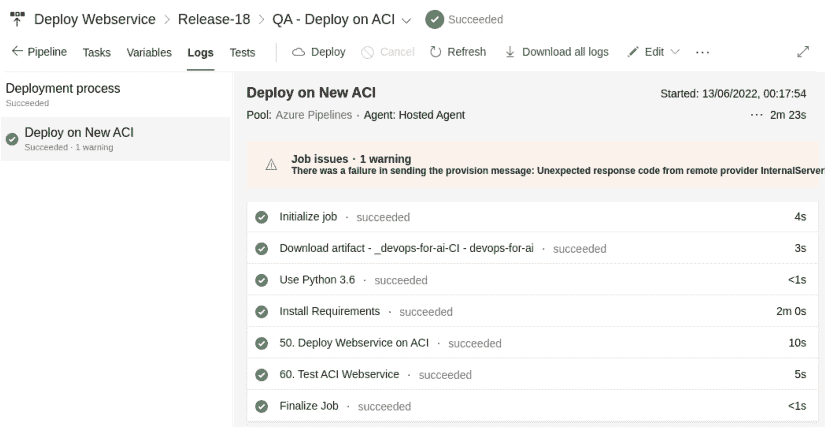 Deploy Webservice > Release-18 > QA - Deploy on ACI Succeeded
Pipeline Tasks Variables Logs Tests Deploy Cancel Refresh Download all logs Edit ...
Deployment process
Succeeded
Deploy on New ACI
Succeeded · 1 warning
Deploy on New ACI Started: 13/06/2022, 00:17:54
Pool: Azure Pipelines · Agent: Hosted Agent ... 2m 23s
Job issues · 1 warning
There was a failure in sending the provision message: Unexpected response code from remote provider InternalServer
Initialize job · succeeded 4s
Download artifact - _devops-for-ai-CI - devops-for-ai · succeeded 3s
Use Python 3.6 · succeeded <1s
Install Requirements · succeeded 2m 0s
50. Deploy Webservice on ACI · succeeded 10s
60. Test ACI Webservice · succeeded 5s
Finalize Job · succeeded <1s